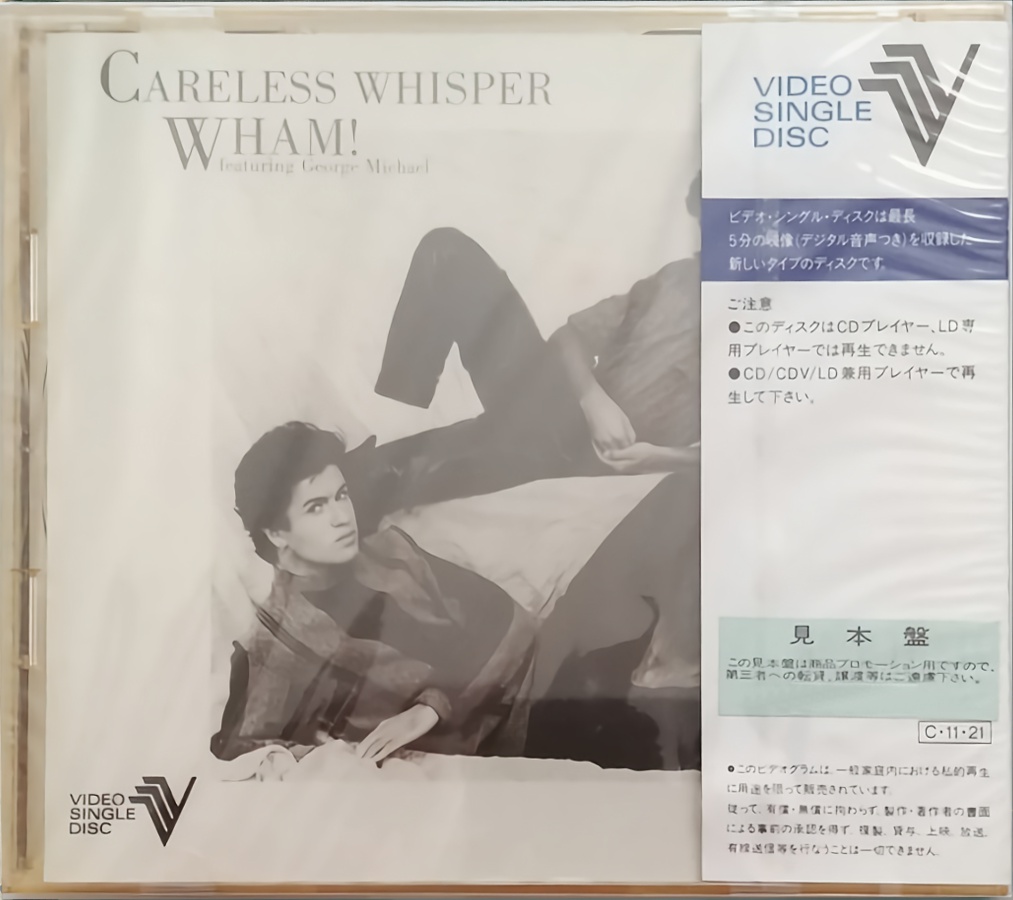 CARELESS WHISPER
WHAM!
featuring George Michael
VIDEO
SINGLE
DISC
ビデオ・シングル・ディスクは最長
5分の映像(デジタル音声つき)を収録した
新しいタイプのディスクです。
ご注意
●このディスクはCDプレイヤー、LD専
用プレイヤーでは再生できません。
●CD/CDV/LD兼用プレイヤーで再
生して下さい。
見本盤
この見本盤は商品プロモーション用ですので、
第三者への転貸、譲渡等はご遠慮下さい。
C・11・21
●このビデオグラムは、一般家庭内における私的再生
に用途を限って販売されています。
従って、有償・無償に拘わらず、製作・著作者の書面
による事前の承認を得ず、複製、貸与、上映、放送、
有線送信等を行なうことは一切できません。
VIDEO
SINGLE
DISC